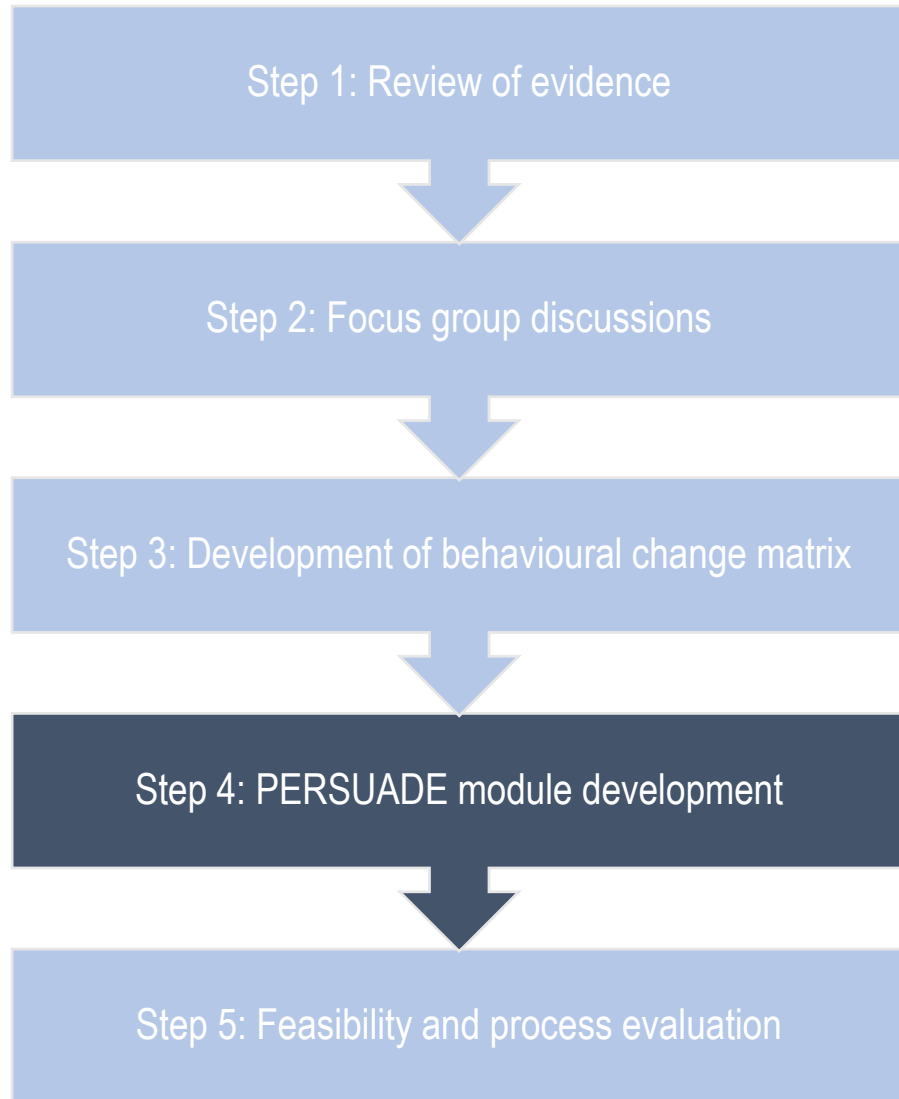 Step 1: Review of evidence
Step 2: Focus group discussions
Step 3: Development of behavioural change matrix
Step 4: PERSUADE module development
Step 5: Feasibility and process evaluation